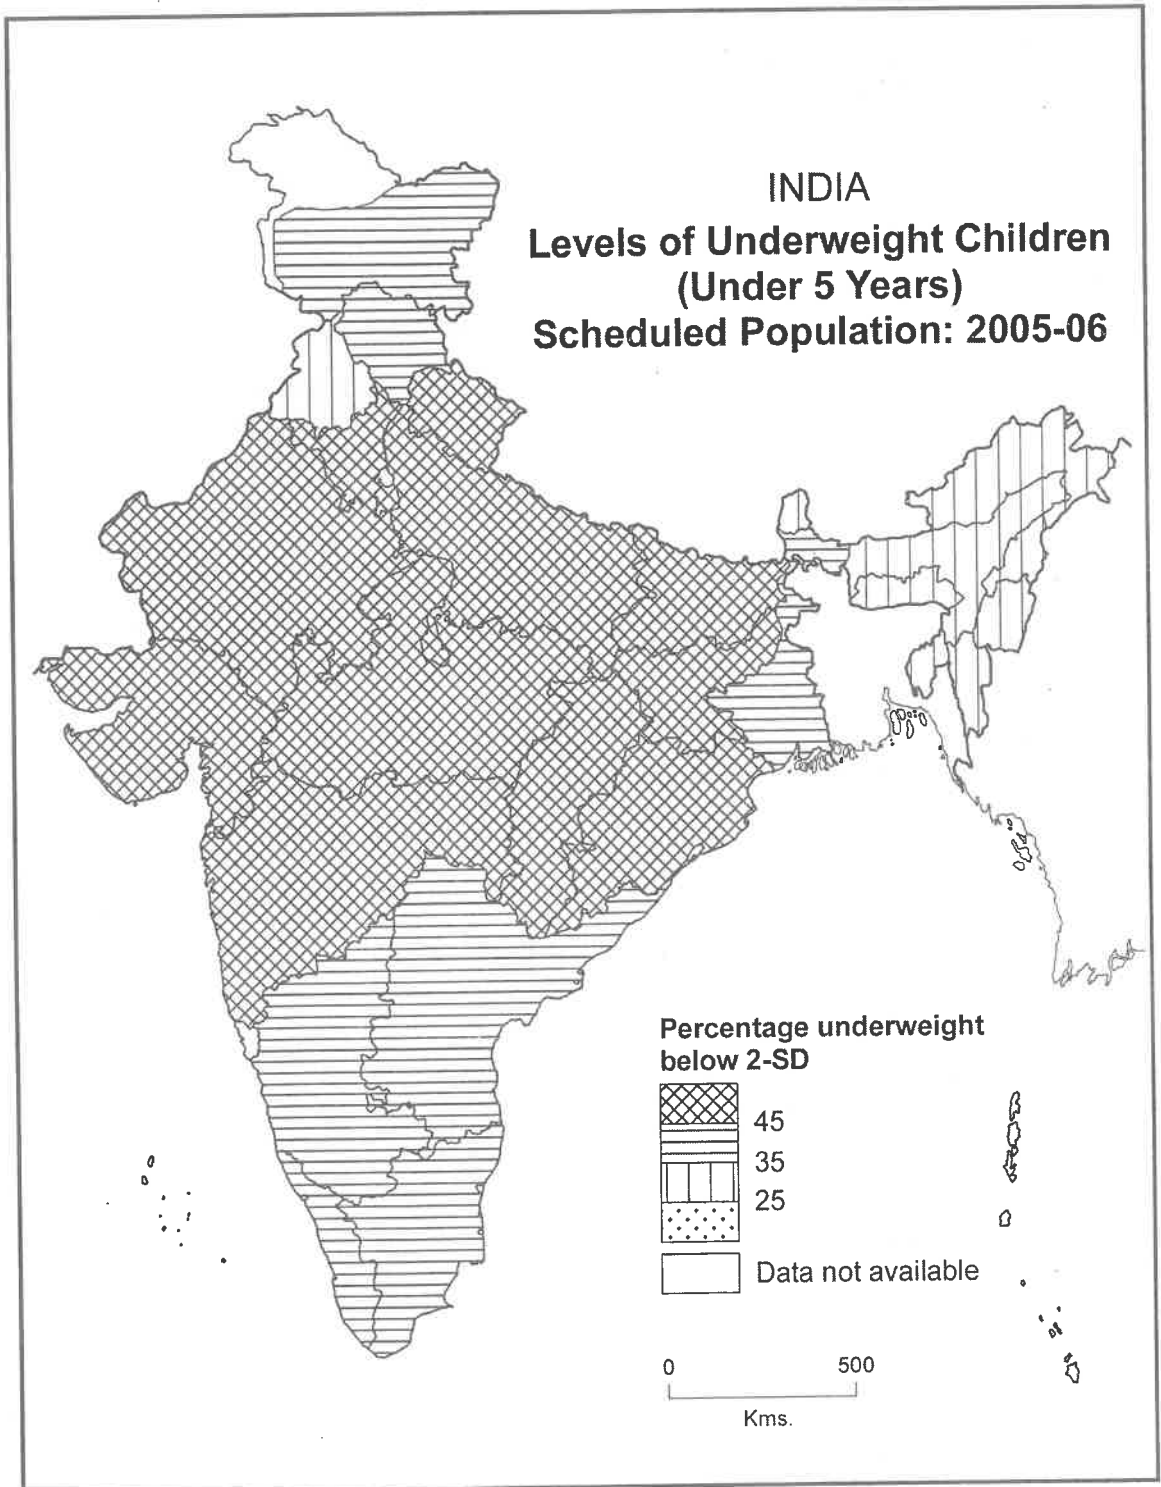 INDIA
Levels of Underweight Children
(Under 5 Years)
Scheduled Population: 2005-06
Percentage underweight
below 2-SD
45
35
25
Data not available
0 500
Kms.